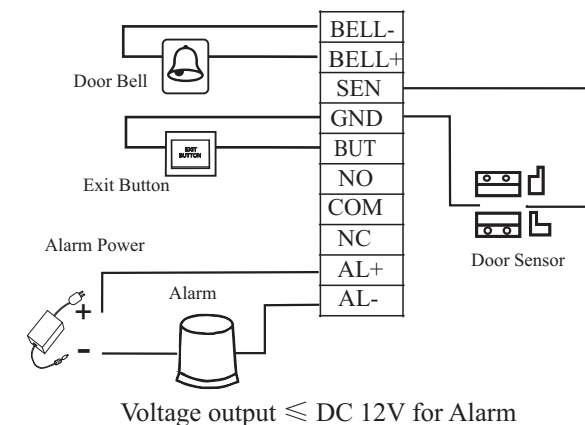 BELL-
BELL+
Door Bell
SEN
GND
EXIT
BUTTON
BUT
Exit Button
NO
COM
NC
Door Sensor
Alarm Power
AL+
Alarm
AL-
+
-
Voltage output ≤ DC 12V for Alarm